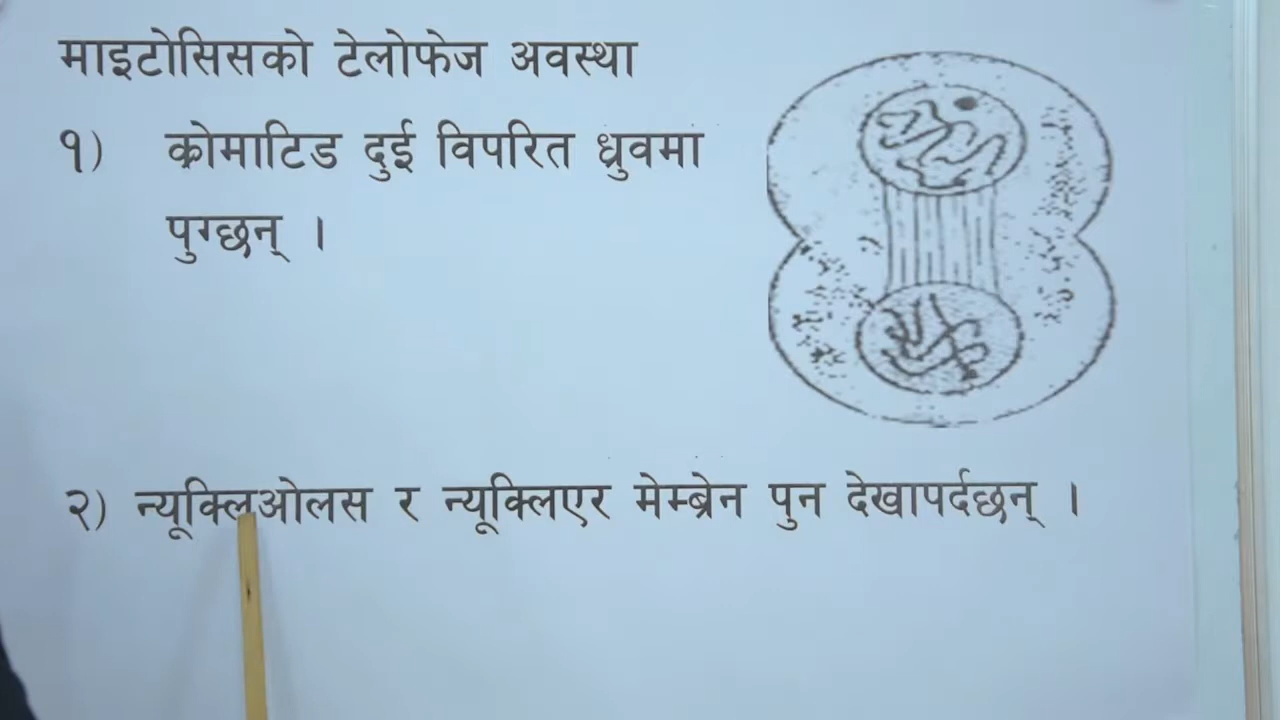 माइटोसिसको टेलोफेज अवस्था
१) क्रोमाटिड दुई विपरित ध्रुवमा
पुग्छन् ।
२) न्यूक्लिओलस र न्यूक्लिएर मेम्ब्रेन पुन देखापर्दछन् ।